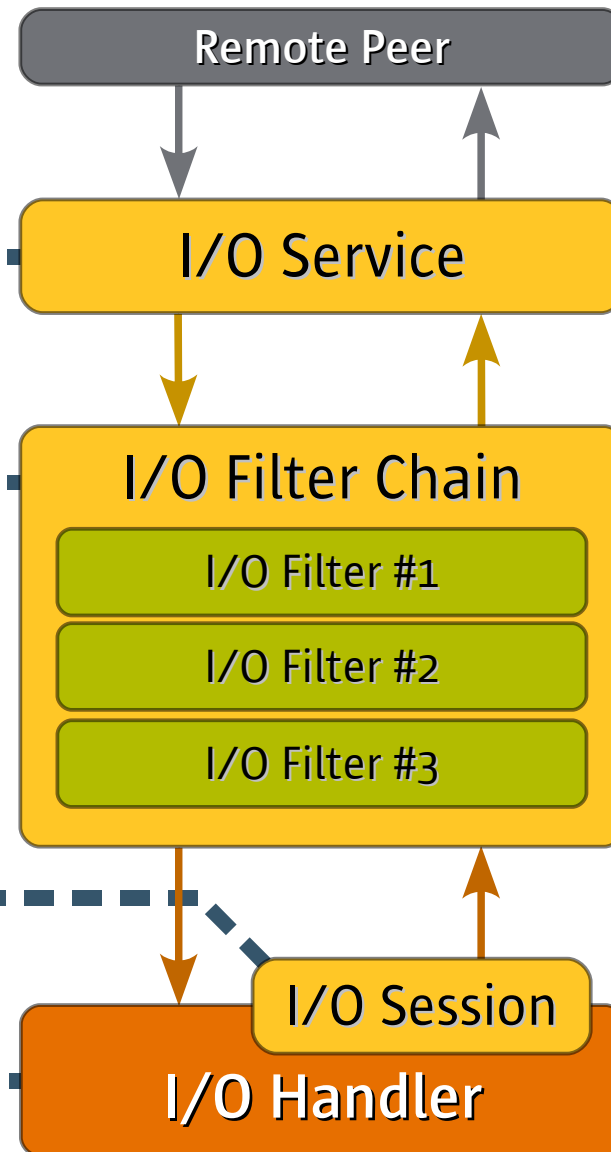 Remote Peer
I/O Service
I/O Filter Chain
I/O Filter #1
I/O Filter #2
I/O Filter #3
I/O Session
I/O Handler